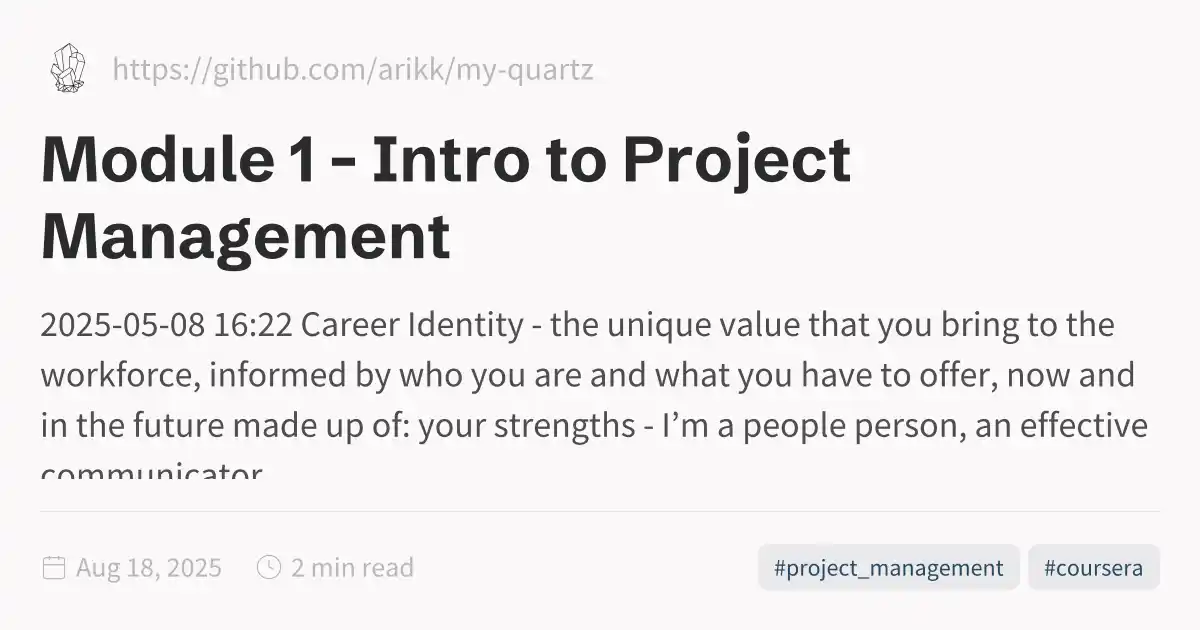 https://github.com/arikk/my-quartz
Module 1 - Intro to Project
Management
2025-05-08 16:22 Career Identity - the unique value that you bring to the
workforce, informed by who you are and what you have to offer, now and
in the future made up of: your strengths - I’m a people person, an effective
communicator
Aug 18, 2025
2 min read
#project_management
#coursera